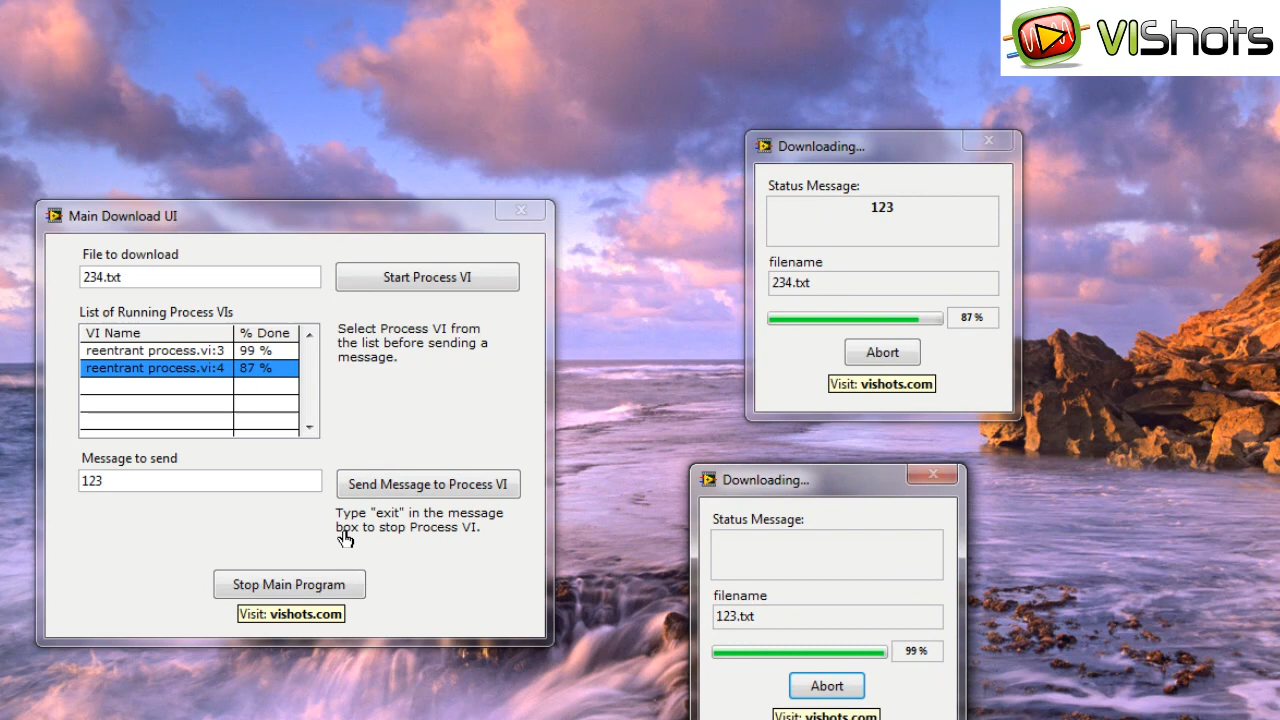 VIShots
Main Download UI
File to download
234.txt
Start Process VI
List of Running Process VIs
VI Name % Done
reentrant process.vi:3 99 %
reentrant process.vi:4 87 %
Select Process VI from
the list before sending a
message.
Message to send
123
Send Message to Process VI
Type "exit" in the message
box to stop Process VI.
Stop Main Program
Visit: vishots.com
Downloading...
Status Message:
123
filename
234.txt
87 %
Abort
Visit: vishots.com
Downloading...
Status Message:
filename
123.txt
99 %
Abort
Visit: vishots.com